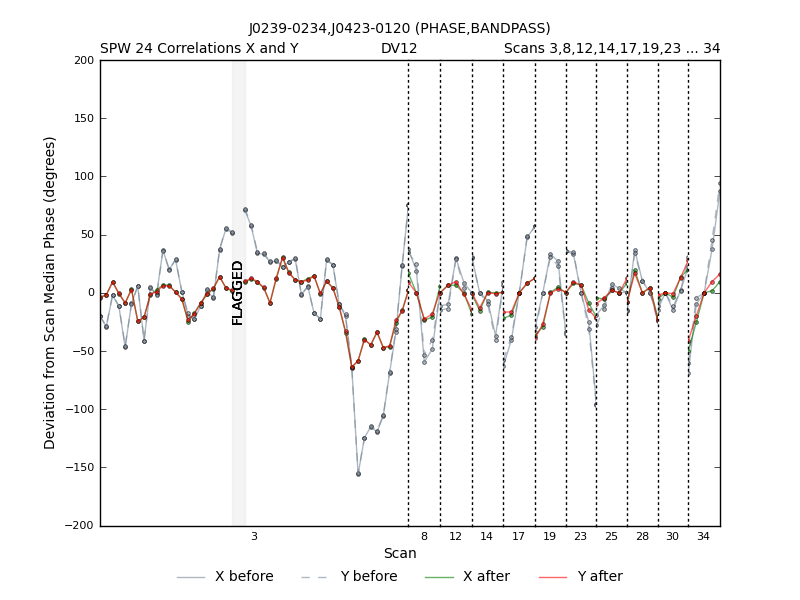 J0239-0234,J0423-0120 (PHASE,BANDPASS)
SPW 24 Correlations X and Y DV12 Scans 3,8,12,14,17,19,23 ... 34
200
150
100
50
0
−50
−100
−150
−200
Deviation from Scan Median Phase (degrees)
FLAGGED
3 8 12 14 17 19 23 25 28 30 34
Scan
X before Y before X after Y after